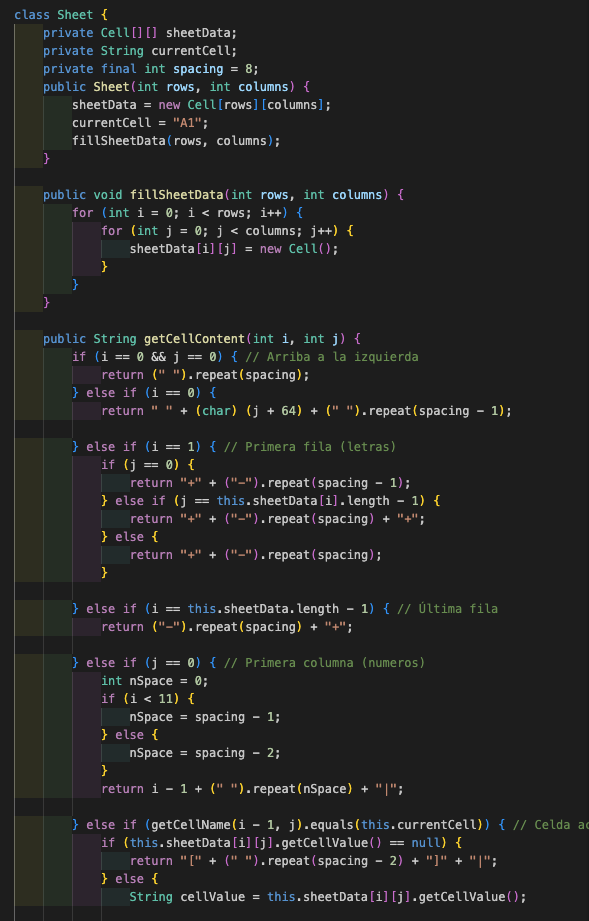 class Sheet {
    private Cell[][] sheetData;
    private String currentCell;
    private final int spacing = 8;
    public Sheet(int rows, int columns) {
        sheetData = new Cell[rows][columns];
        currentCell = "A1";
        fillSheetData(rows, columns);
    }

    public void fillSheetData(int rows, int columns) {
        for (int i = 0; i < rows; i++) {
            for (int j = 0; j < columns; j++) {
                sheetData[i][j] = new Cell();
            }
        }
    }

    public String getCellContent(int i, int j) {
        if (i == 0 && j == 0) { // Arriba a la izquierda
            return (" ").repeat(spacing);
        } else if (i == 0) {
            return " " + (char) (j + 64) + (" ").repeat(spacing - 1);

        } else if (i == 1) { // Primera fila (letras)
            if (j == 0) {
                return "+" + ("−").repeat(spacing - 1);
            } else if (j == this.sheetData[i].length - 1) {
                return "+" + ("−").repeat(spacing) + "+";
            } else {
                return "+" + ("−").repeat(spacing);
            }

        } else if (i == this.sheetData.length - 1) { // Última fila
            return ("−").repeat(spacing) + "+";

        } else if (j == 0) { // Primera columna (numeros)
            int nSpace = 0;
            if (i < 11) {
                nSpace = spacing - 1;
            } else {
                nSpace = spacing - 2;
            }
            return i - 1 + (" ").repeat(nSpace) + "|";

        } else if (getCellName(i - 1, j).equals(this.currentCell)) { // Celda
            if (this.sheetData[i][j].getCellValue() == null) {
                return "[" + (" ").repeat(spacing - 2) + "]" + "|";
            } else {
                String cellValue = this.sheetData[i][j].getCellValue();